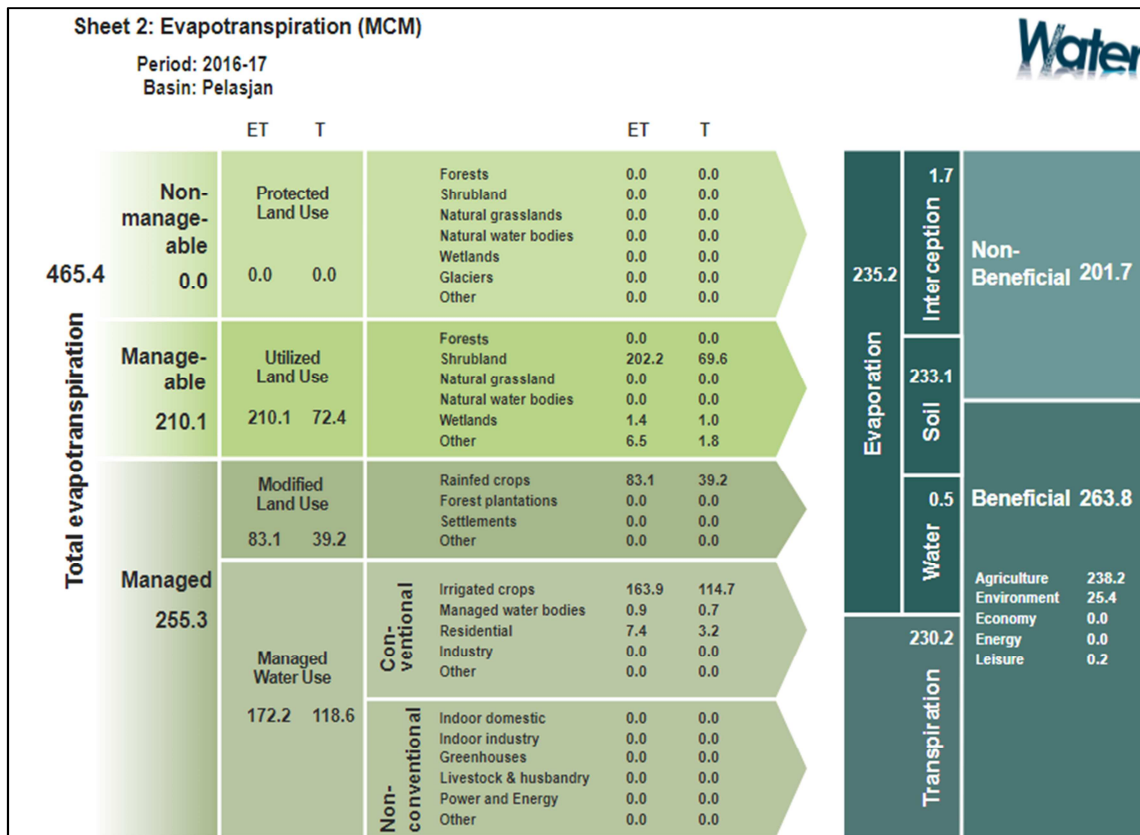 Sheet 2: Evapotranspiration (MCM)
Water
Period: 2016-17
Basin: Pelasjan
ET T ET T
Total evapotranspiration
465.4
Non-
manage-
able
0.0
Protected
Land Use
0.0 0.0
Forests 0.0 0.0
Shrubland 0.0 0.0
Natural grasslands 0.0 0.0
Natural water bodies 0.0 0.0
Wetlands 0.0 0.0
Glaciers 0.0 0.0
Other 0.0 0.0
Manage-
able
210.1
Utilized
Land Use
210.1 72.4
Forests 0.0 0.0
Shrubland 202.2 69.6
Natural grassland 0.0 0.0
Natural water bodies 0.0 0.0
Wetlands 1.4 1.0
Other 6.5 1.8
Managed
255.3
Modified
Land Use
83.1 39.2
Rainfed crops 83.1 39.2
Forest plantations 0.0 0.0
Settlements 0.0 0.0
Other 0.0 0.0
Managed
Water Use
172.2 118.6
Con-
ventional
Irrigated crops 163.9 114.7
Managed water bodies 0.9 0.7
Residential 7.4 3.2
Industry 0.0 0.0
Other 0.0 0.0
Non-
conventional
Indoor domestic 0.0 0.0
Indoor industry 0.0 0.0
Greenhouses 0.0 0.0
Livestock & husbandry 0.0 0.0
Power and Energy 0.0 0.0
Other 0.0 0.0
235.2
Evaporation
1.7
Interception
233.1
Soil
0.5
Water
230.2
Transpiration
Non-
Beneficial 201.7
Beneficial 263.8
Agriculture 238.2
Environment 25.4
Economy 0.0
Energy 0.0
Leisure 0.2